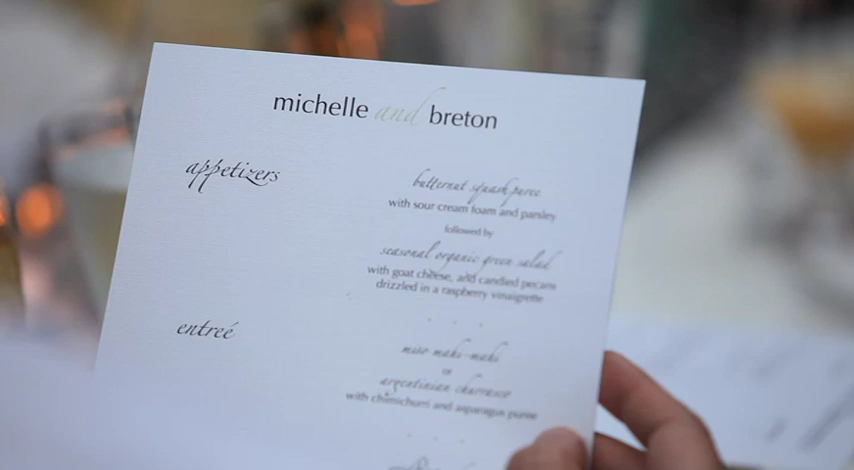 michelle and breton
appetizers
butternut squash puree
with sour cream foam and parsley
followed by
seasonal organic green salad
with goat cheese, and candied pecans
drizzled in a raspberry vinaigrette
entreé
miso mahi-mahi
or
argentinian churrasco
with chimichurri and asparagus puree